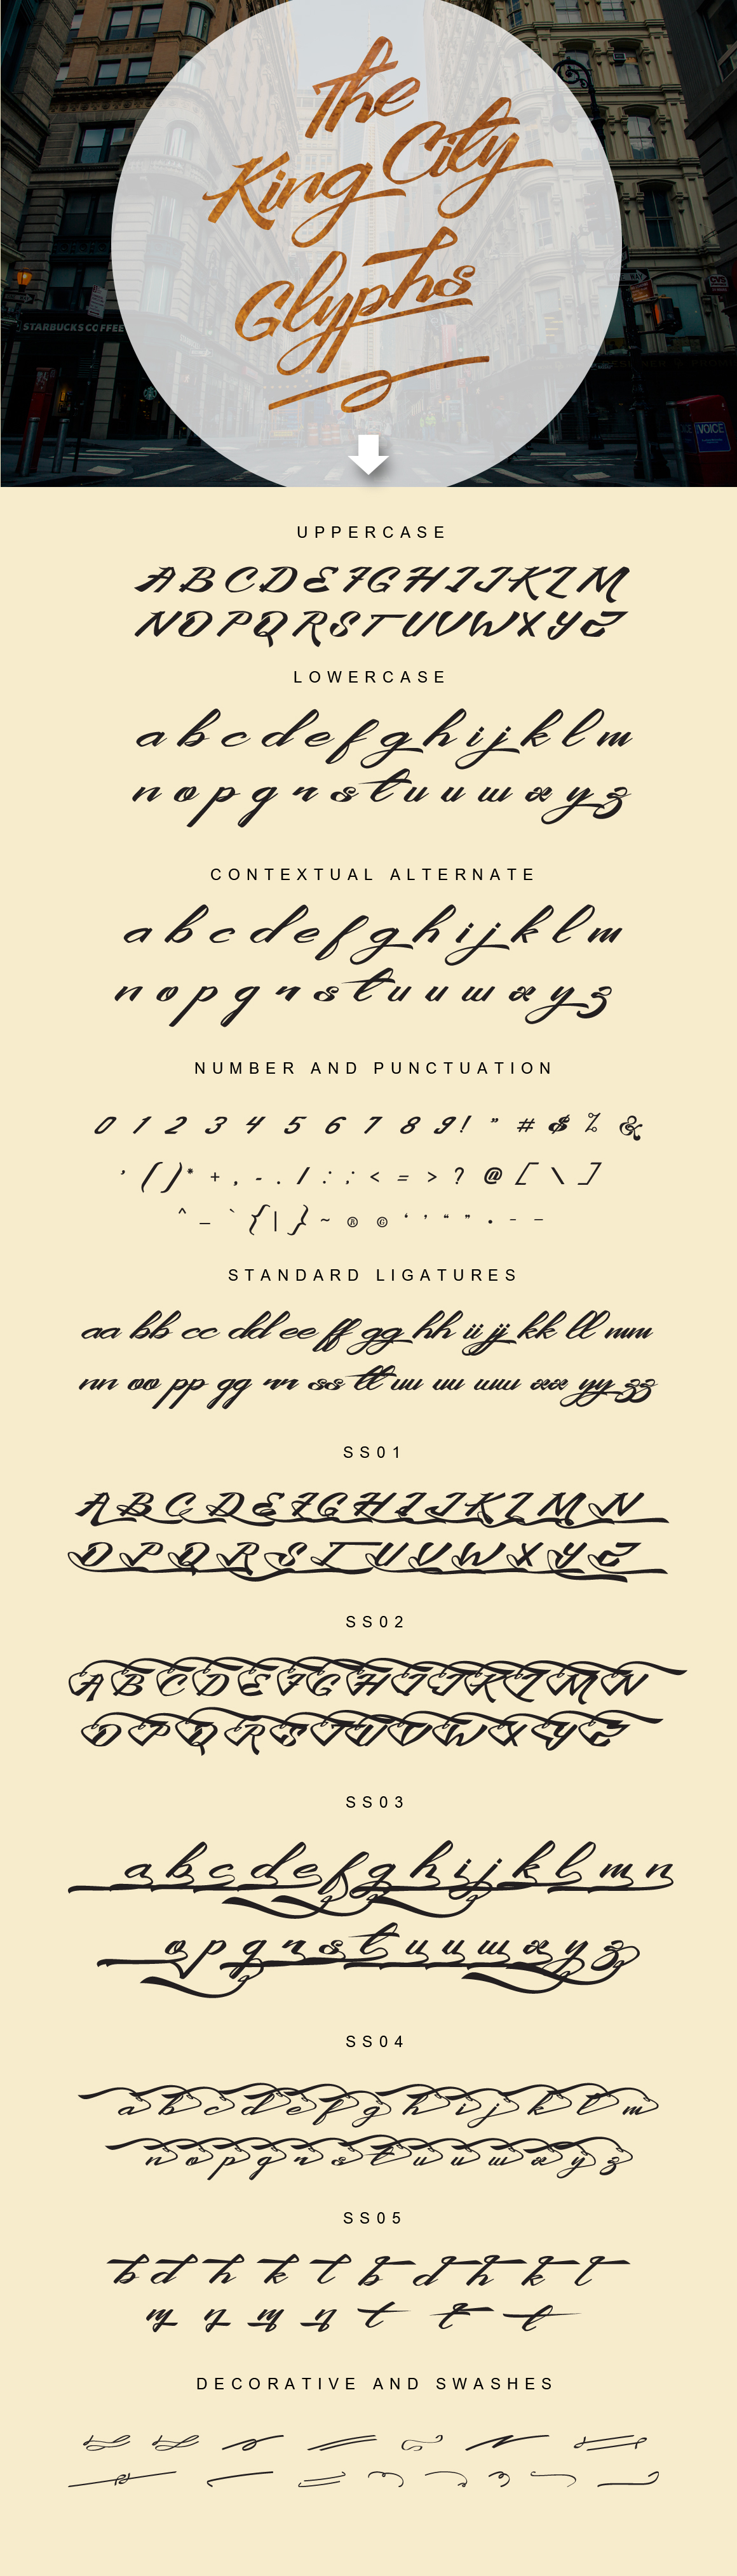 The
King City
Glyphs
STARBUCKS COFFEE
VOICE
UPPERCASE
A B C D E F G H I J K L M
N O P Q R S T U V W X Y Z
LOWERCASE
a b c d e f g h i j k l m
n o p q r s t u v w x y z
CONTEXTUAL ALTERNATE
a b c d e f g h i j k l m
n o p q r s t u v w x y z
NUMBER AND PUNCTUATION
0 1 2 3 4 5 6 7 8 9 ! " # $ % &
' ( ) * + , - . / : ; < = > ? @ [ \ ]
^ _ ` { | } ~ ® © ‘ ’ “ ” • – —
STANDARD LIGATURES
aa bb cc dd ee ff gg hh ii jj kk ll mm
nn oo pp qq rr ss tt uu vv ww xx yy zz
SS01
A B C D E F G H I J K L M N
O P Q R S T U V W X Y Z
SS02
A B C D E F G H I J K L M N
O P Q R S T U V W X Y Z
SS03
a b c d e f g h i j k l m n
o p q r s t u v w x y z
SS04
a b c d e f g h i j k l m
n o p q r s t u v w x y z
SS05
b d h k l b d h k l
m n m n t t t
DECORATIVE AND SWASHES